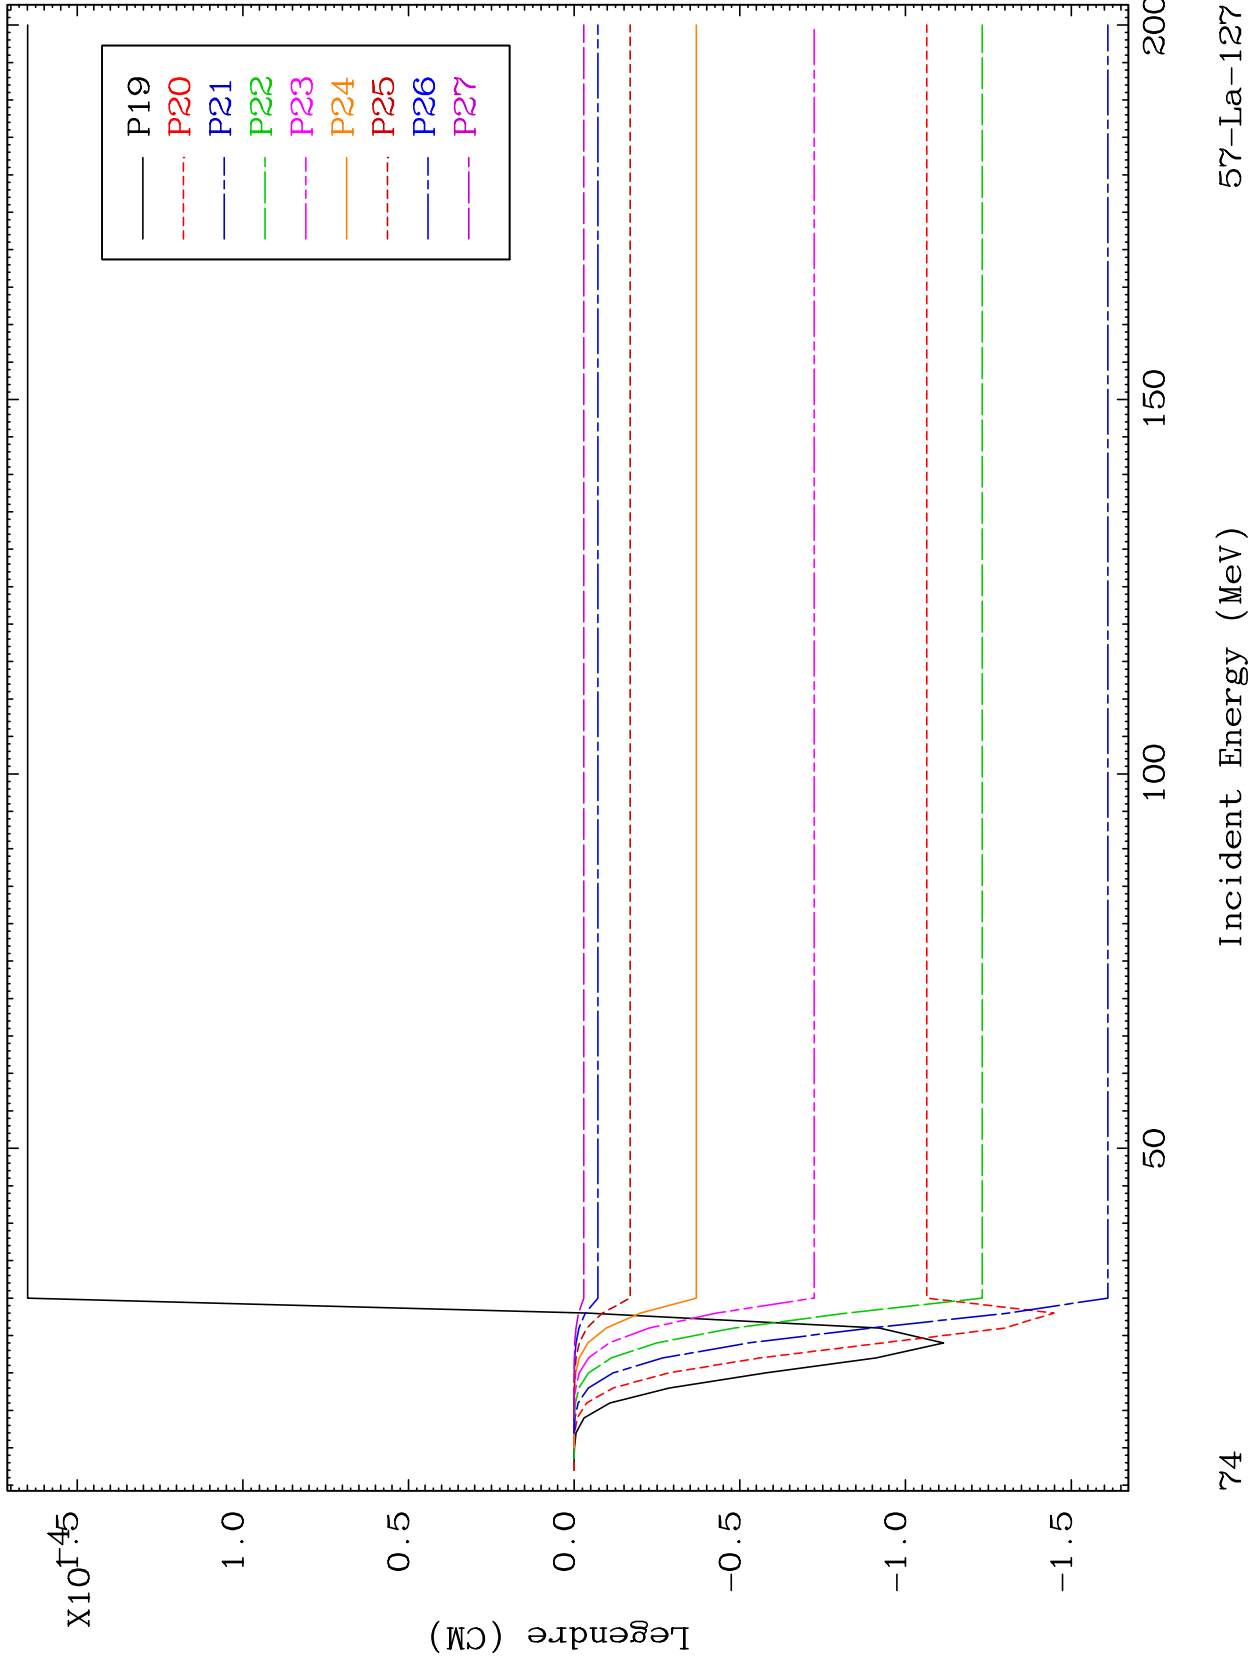 X10-4
1.5
1.0
0.5
0.0
-0.5
-1.0
-1.5
Legendre (CM)
P19
P20
P21
P22
P23
P24
P25
P26
P27
50
100
150
200
Incident Energy (MeV)
74
57-La-127